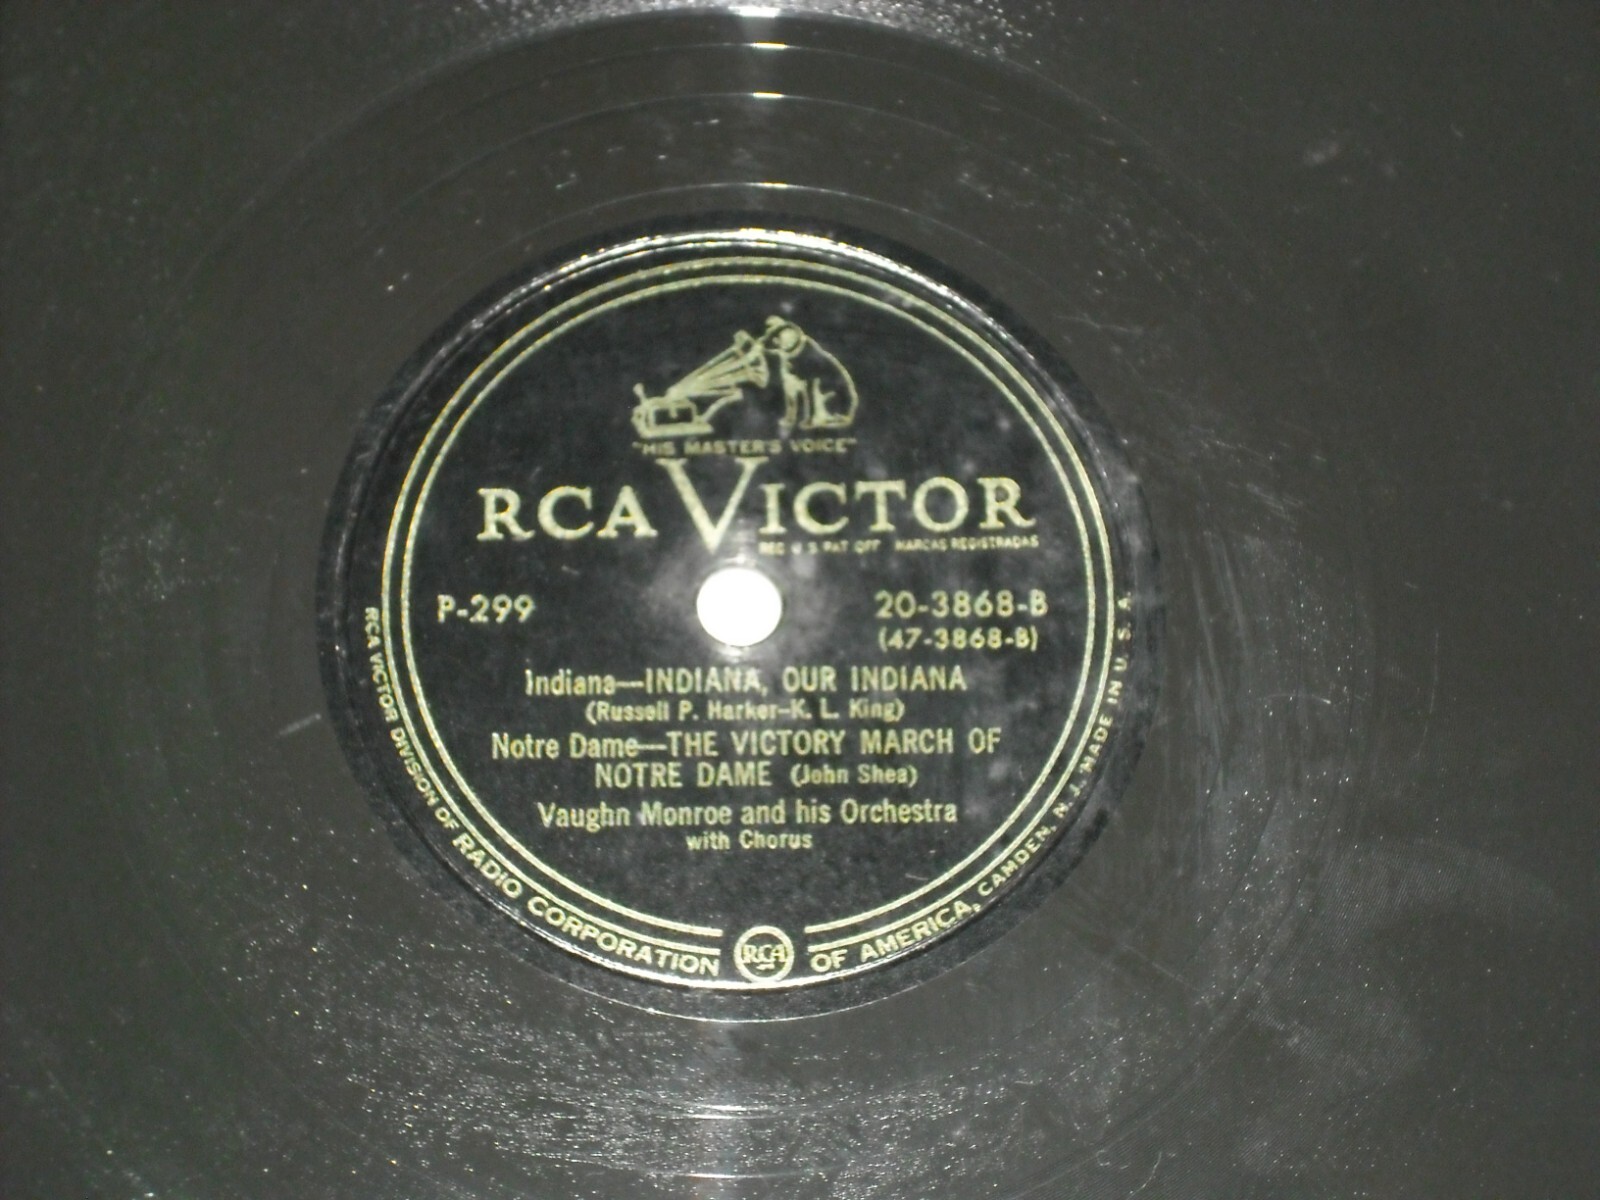 "HIS MASTER'S VOICE"
RCA VICTOR
REG U S PAT OFF MARCAS REGISTRADAS
P-299
20-3868-B
(47-3868-B)
Indiana—INDIANA, OUR INDIANA
(Russell P. Harker-K. L. King)
Notre Dame—THE VICTORY MARCH OF
NOTRE DAME (John Shea)
Vaughn Monroe and his Orchestra
with Chorus
RCA VICTOR DIVISION OF RADIO CORPORATION RCA OF AMERICA, CAMDEN, N. J. MADE IN U. S. A.